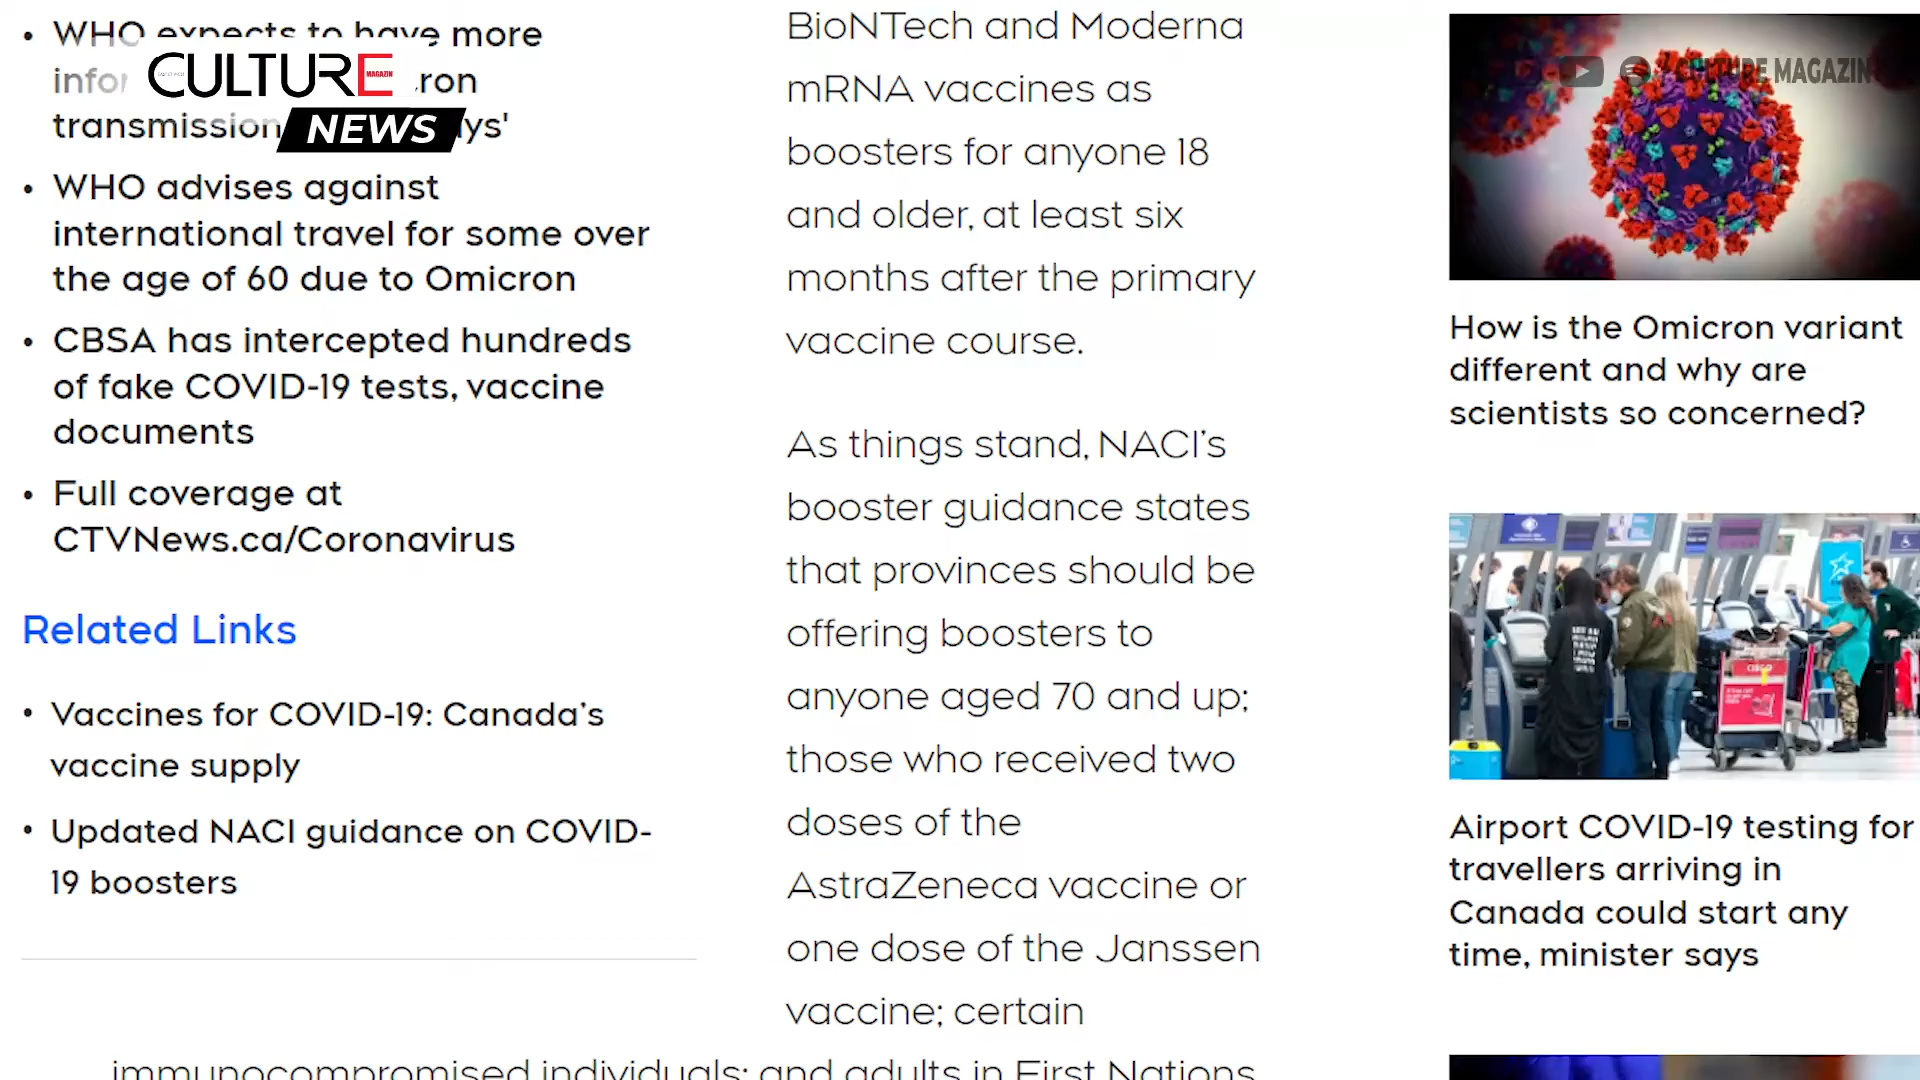 WHO expects to have more
transmission
WHO advises against
international travel for some over
the age of 60 due to Omicron
CBSA has intercepted hundreds
of fake COVID-19 tests, vaccine
documents
Full coverage at
CTVNews.ca/Coronavirus
Related Links
Vaccines for COVID-19: Canada's
vaccine supply
Updated NACI guidance on COVID-
19 boosters
CULTURE
MAGAZIN
NEWS
BioNTech and Moderna
mRNA vaccines as
boosters for anyone 18
and older, at least six
months after the primary
vaccine course.
As things stand, NACI's
booster guidance states
that provinces should be
offering boosters to
anyone aged 70 and up;
those who received two
doses of the
AstraZeneca vaccine or
one dose of the Janssen
vaccine; certain
immunocompromised individuals; and adults in First Nations
CULTURE MAGAZIN
How is the Omicron variant
different and why are
scientists so concerned?
Airport COVID-19 testing for
travellers arriving in
Canada could start any
time, minister says